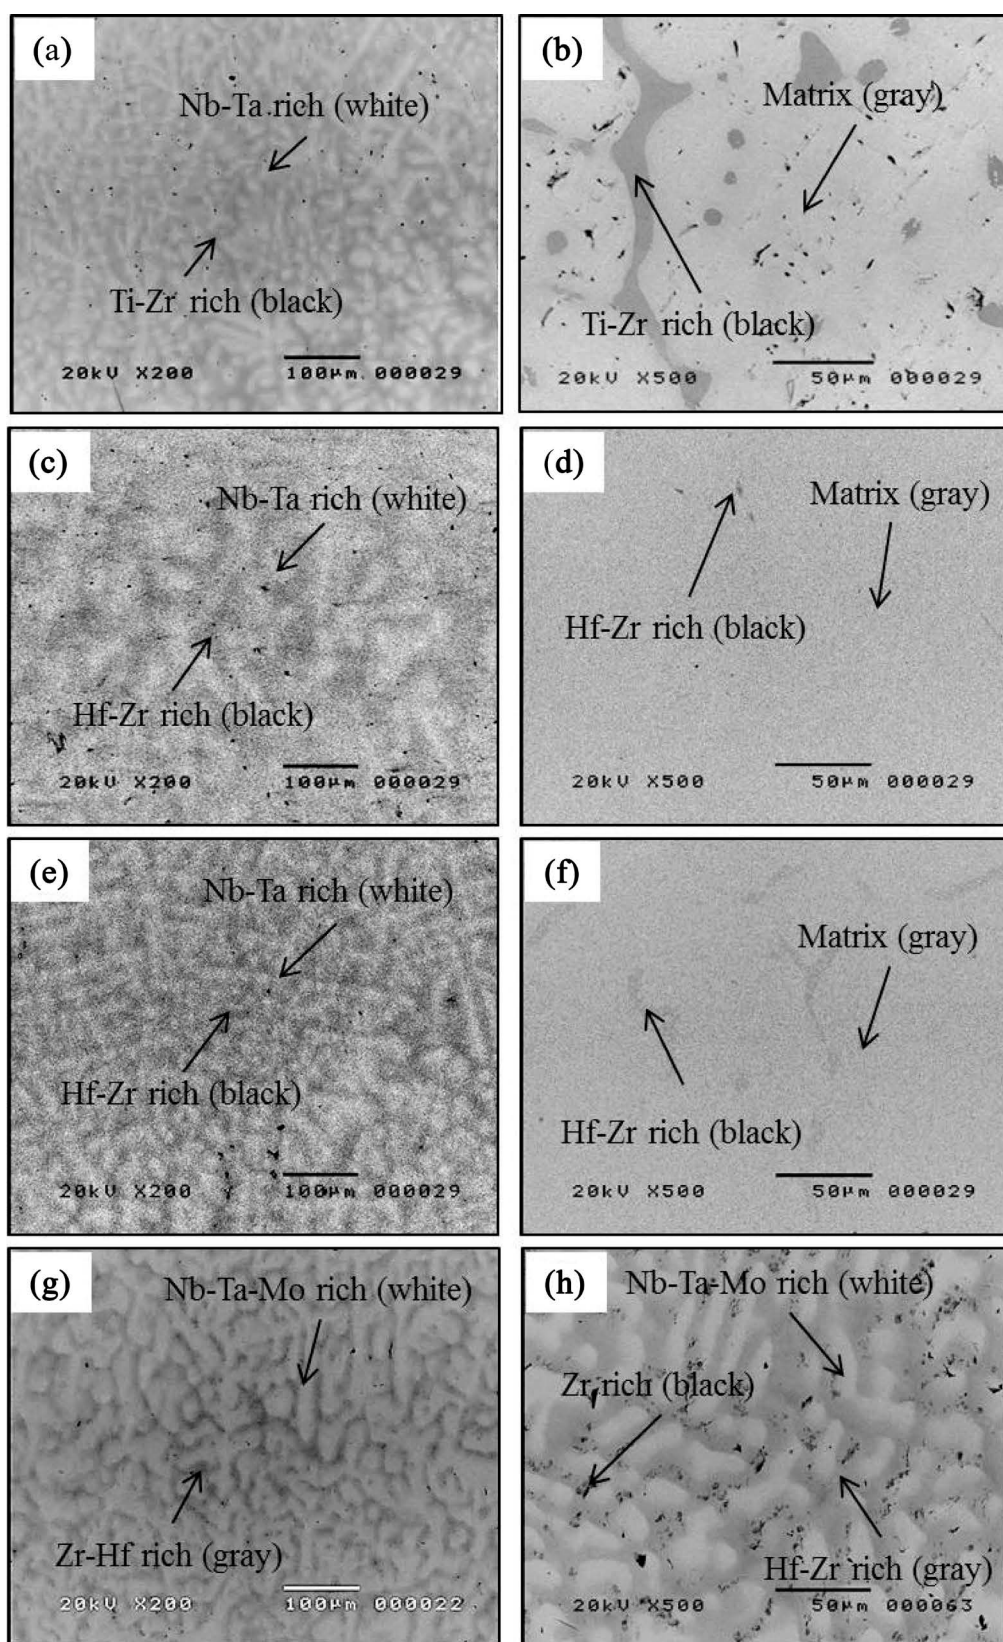 (a)
Nb-Ta rich (white)
Ti-Zr rich (black)
20kV X200 100μm 000029
(b)
Matrix (gray)
Ti-Zr rich (black)
20kV X500 50μm 000029
(c)
Nb-Ta rich (white)
Hf-Zr rich (black)
20kV X200 100μm 000029
(d)
Matrix (gray)
Hf-Zr rich (black)
20kV X500 50μm 000029
(e)
Nb-Ta rich (white)
Hf-Zr rich (black)
20kV X200 100μm 000029
(f)
Matrix (gray)
Hf-Zr rich (black)
20kV X500 50μm 000029
(g)
Nb-Ta-Mo rich (white)
Zr-Hf rich (gray)
20kV X200 100μm 000022
(h)
Nb-Ta-Mo rich (white)
Zr rich (black)
Hf-Zr rich (gray)
20kV X500 50μm 000063